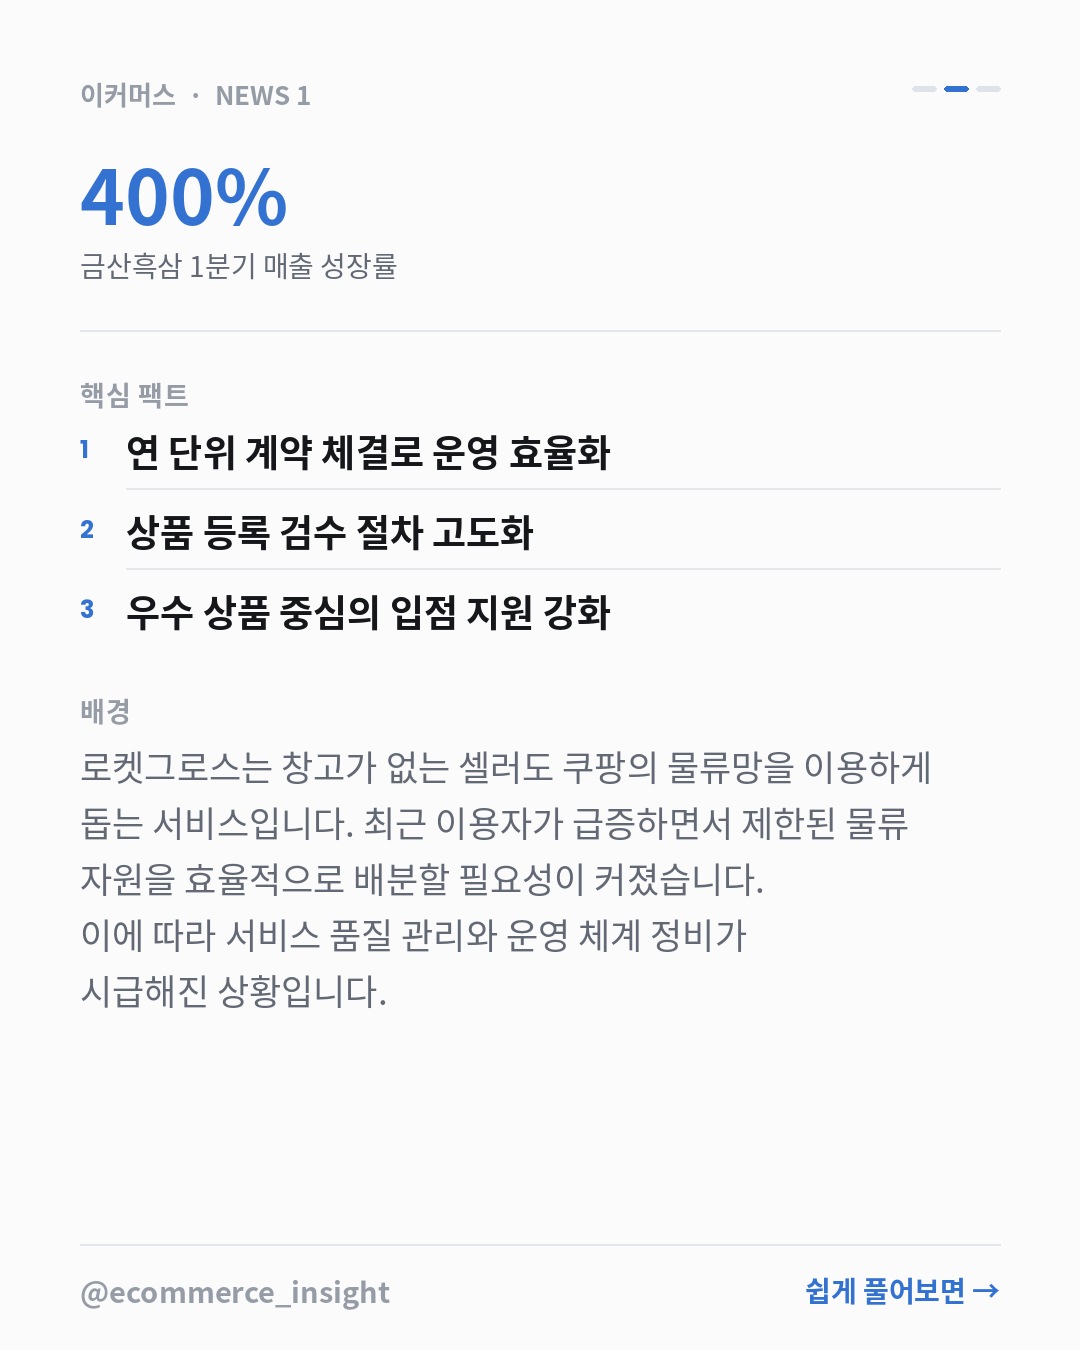 이커머스 · NEWS 1
400%
금산흑삼 1분기 매출 성장률
핵심 팩트
1 연 단위 계약 체결로 운영 효율화
2 상품 등록 검수 절차 고도화
3 우수 상품 중심의 입점 지원 강화
배경
로켓그로스는 창고가 없는 셀러도 쿠팡의 물류망을 이용하게
돕는 서비스입니다. 최근 이용자가 급증하면서 제한된 물류
자원을 효율적으로 배분할 필요성이 커졌습니다.
이에 따라 서비스 품질 관리와 운영 체계 정비가
시급해진 상황입니다.
@ecommerce_insight
쉽게 풀어보면 →